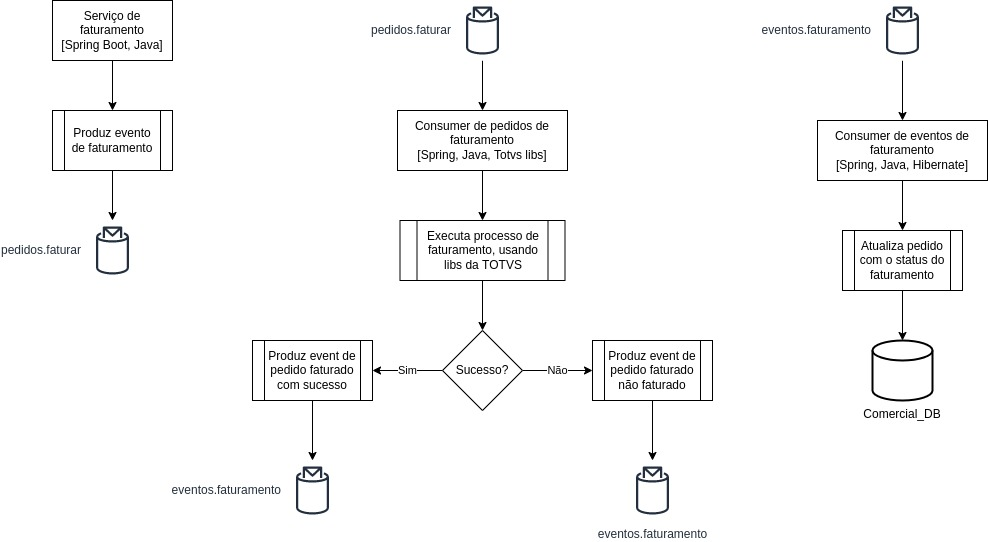 Serviço de
faturamento
[Spring Boot, Java]
Produz evento
de faturamento
pedidos.faturar
pedidos.faturar
Consumer de pedidos de
faturamento
[Spring, Java, Totvs libs]
Executa processo de
faturamento, usando
libs da TOTVS
Sucesso?
Sim
Não
Produz event de
pedido faturado
com sucesso
eventos.faturamento
Produz event de
pedido faturado
não faturado
eventos.faturamento
eventos.faturamento
Consumer de eventos de
faturamento
[Spring, Java, Hibernate]
Atualiza pedido
com o status do
faturamento
Comercial_DB